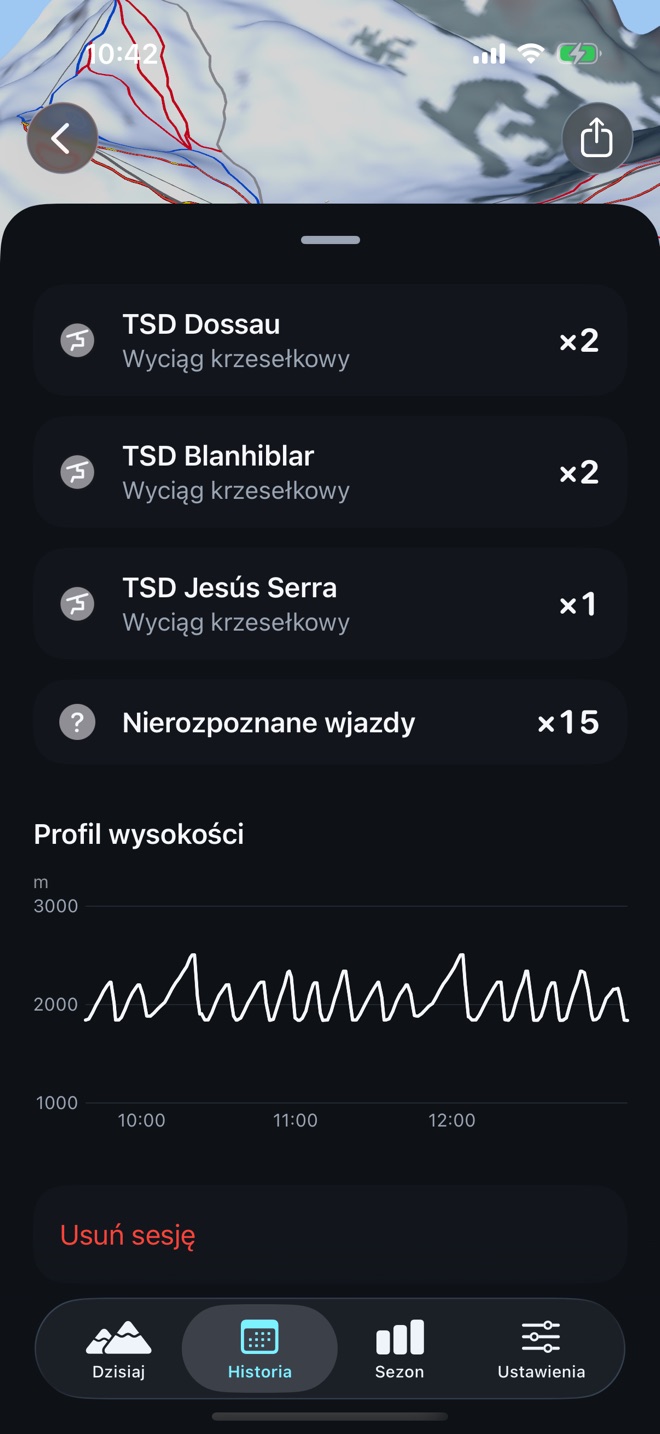 10:42
TSD Dossau
Wyciąg krzesełkowy
×2
TSD Blanhiblar
Wyciąg krzesełkowy
×2
TSD Jesús Serra
Wyciąg krzesełkowy
×1
?
Nierozpoznane wjazdy
×15
Profil wysokości
m
3000
2000
1000
10:00 11:00 12:00
Usuń sesję
Dzisiaj Historia Sezon Ustawienia